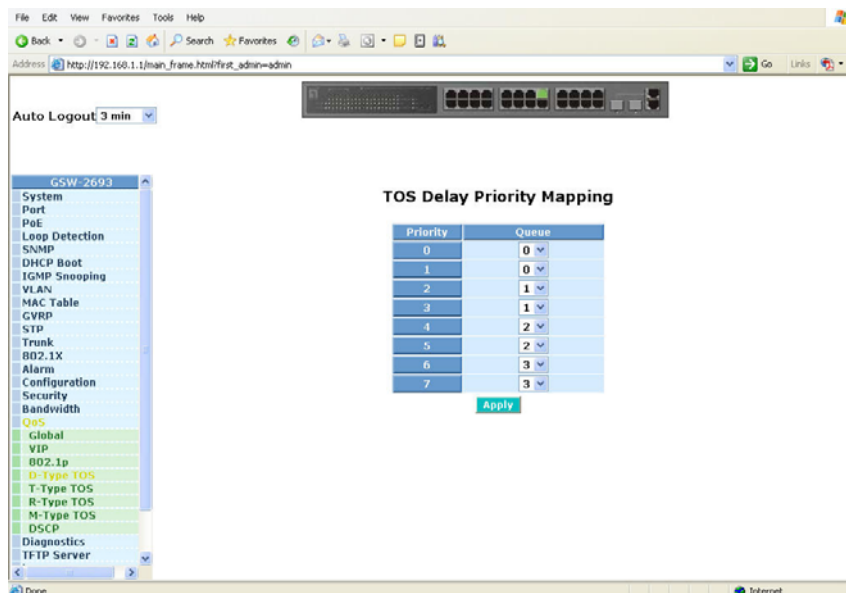 File Edit View Favorites Tools Help
Back Search Favorites
Address http://192.168.1.1/main_frame.html?first_admin=admin Go Links
Auto Logout 3 min
GSW-2693
System
Port
PoE
Loop Detection
SNMP
DHCP Boot
IGMP Snooping
VLAN
MAC Table
GVRP
STP
Trunk
802.1X
Alarm
Configuration
Security
Bandwidth
QoS
Global
VIP
802.1p
D-Type TOS
T-Type TOS
R-Type TOS
M-Type TOS
DSCP
Diagnostics
TFTP Server
TOS Delay Priority Mapping
Priority Queue
0 0
1 0
2 1
3 1
4 2
5 2
6 3
7 3
Apply
Done Internet